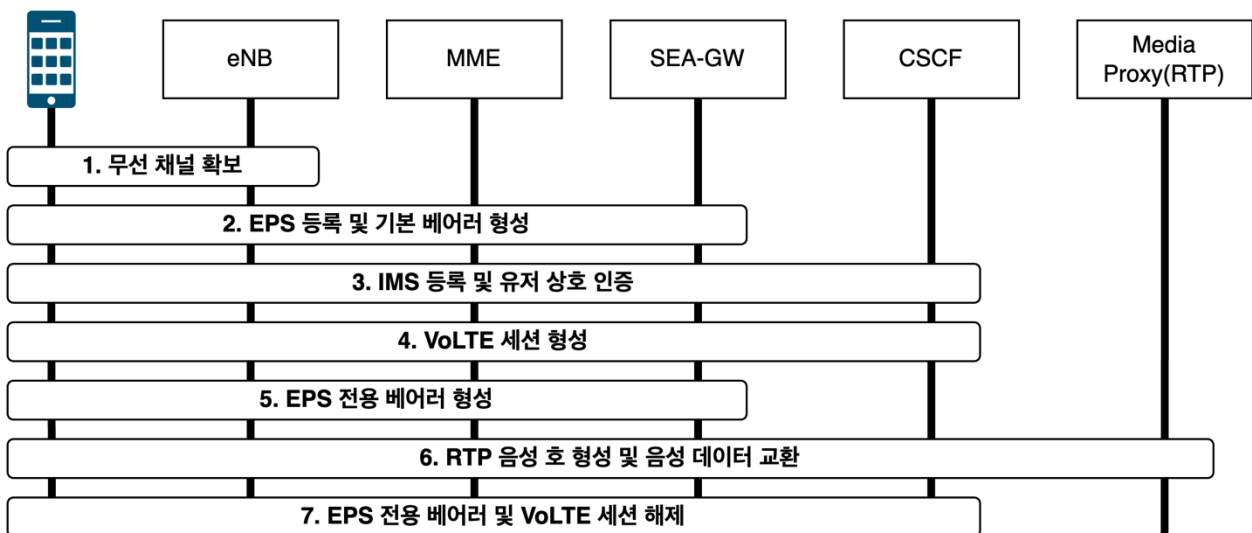 eNB
MME
SEA-GW
CSCF
Media
Proxy(RTP)
1. 무선 채널 확보
2. EPS 등록 및 기본 베어러 형성
3. IMS 등록 및 유저 상호 인증
4. VoLTE 세션 형성
5. EPS 전용 베어러 형성
6. RTP 음성 호 형성 및 음성 데이터 교환
7. EPS 전용 베어러 및 VoLTE 세션 해제